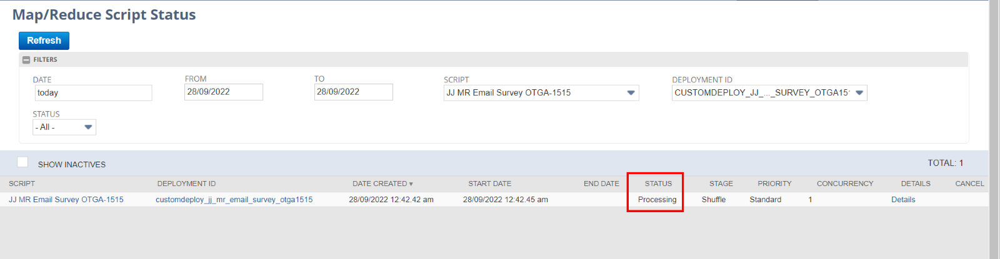 Map/Reduce Script Status
Refresh
FILTERS
DATE FROM TO SCRIPT DEPLOYMENT ID
today 28/09/2022 28/09/2022 JJ MR Email Survey OTGA-1515 CUSTOMDEPLOY_JJ_..._SURVEY_OTGA151
STATUS
- All -
SHOW INACTIVES TOTAL: 1
SCRIPT DEPLOYMENT ID DATE CREATED ▼ START DATE END DATE STATUS STAGE PRIORITY CONCURRENCY DETAILS CANCEL
JJ MR Email Survey OTGA-1515 customdeploy_jj_mr_email_survey_otga1515 28/09/2022 12:42.42 am 28/09/2022 12:42.45 am Processing Shuffle Standard 1 Details